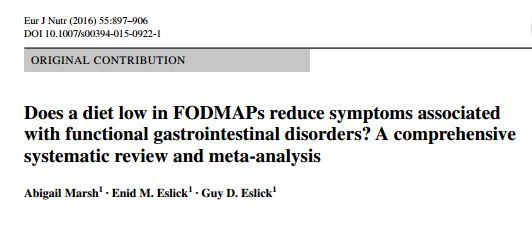 Eur J Nutr (2016) 55:897–906
DOI 10.1007/s00394-015-0922-1
ORIGINAL CONTRIBUTION
Does a diet low in FODMAPs reduce symptoms associated
with functional gastrointestinal disorders? A comprehensive
systematic review and meta-analysis
Abigail Marsh¹ · Enid M. Eslick¹ · Guy D. Eslick¹